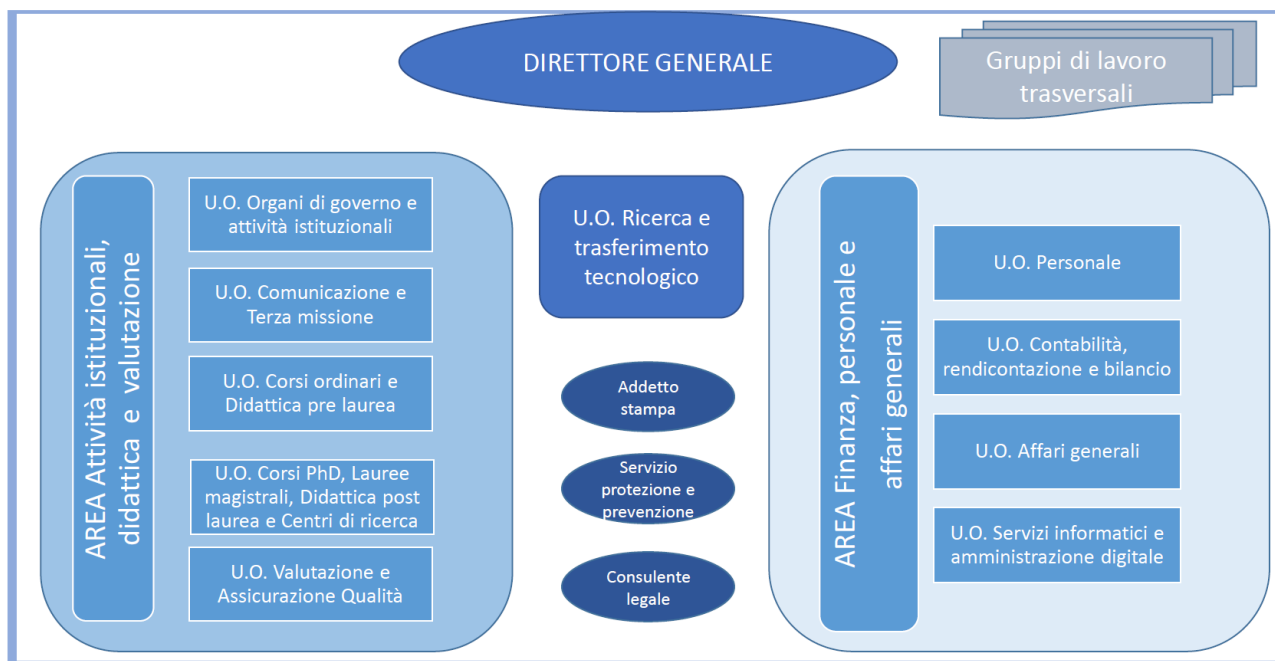 DIRETTORE GENERALE
Gruppi di lavoro
trasversali
AREA Attività istituzionali,
didattica e valutazione
U.O. Organi di governo e
attività istituzionali
U.O. Comunicazione e
Terza missione
U.O. Corsi ordinari e
Didattica pre laurea
U.O. Corsi PhD, Lauree
magistrali, Didattica post
laurea e Centri di ricerca
U.O. Valutazione e
Assicurazione Qualità
U.O. Ricerca e
trasferimento
tecnologico
Addetto
stampa
Servizio
protezione e
prevenzione
Consulente
legale
AREA Finanza, personale e
affari generali
U.O. Personale
U.O. Contabilità,
rendicontazione e bilancio
U.O. Affari generali
U.O. Servizi informatici e
amministrazione digitale